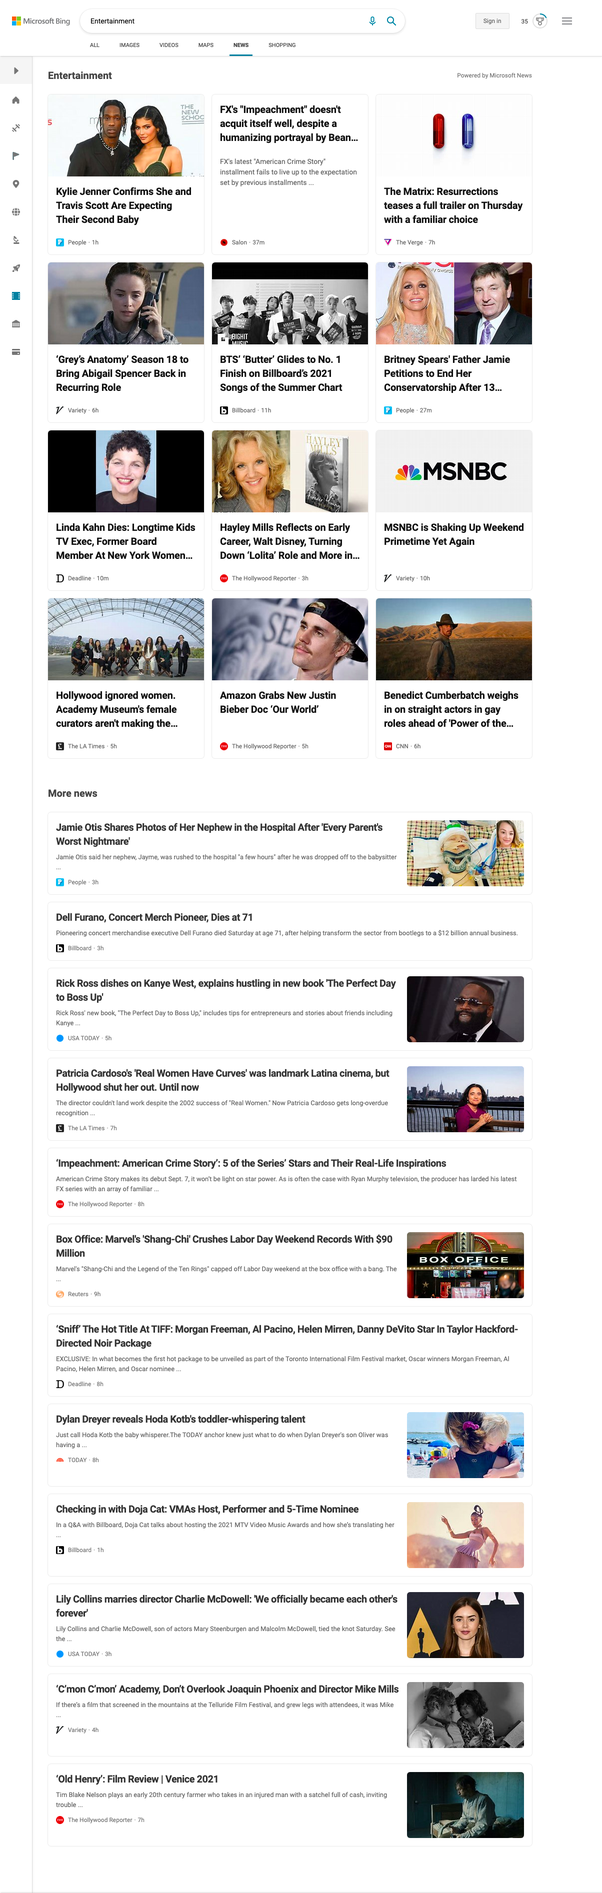 Microsoft Bing
Entertainment
Sign in
35
ALL
IMAGES
VIDEOS
MAPS
NEWS
SHOPPING
Entertainment
Powered by Microsoft News
THE
NEW
SCHOO
Kylie Jenner Confirms She and
Travis Scott Are Expecting
Their Second Baby
People · 1h
FX's "Impeachment" doesn't
acquit itself well, despite a
humanizing portrayal by Bean...
FX's latest "American Crime Story"
installment fails to live up to the expectation
set by previous installments ...
Salon · 37m
The Matrix: Resurrections
teases a full trailer on Thursday
with a familiar choice
The Verge · 7h
'Grey's Anatomy' Season 18 to
Bring Abigail Spencer Back in
Recurring Role
Variety · 6h
BIGHIT
MUSIC
BTS' 'Butter' Glides to No. 1
Finish on Billboard's 2021
Songs of the Summer Chart
Billboard · 11h
Britney Spears' Father Jamie
Petitions to End Her
Conservatorship After 13...
People · 27m
Linda Kahn Dies: Longtime Kids
TV Exec, Former Board
Member At New York Women...
Deadline · 10m
HAYLEY
MILLS
Hayley Mills Reflects on Early
Career, Walt Disney, Turning
Down 'Lolita' Role and More in...
The Hollywood Reporter · 3h
MSNBC
MSNBC is Shaking Up Weekend
Primetime Yet Again
Variety · 10h
Hollywood ignored women.
Academy Museum's female
curators aren't making the...
The LA Times · 5h
SE
Amazon Grabs New Justin
Bieber Doc 'Our World'
The Hollywood Reporter · 5h
Benedict Cumberbatch weighs
in on straight actors in gay
roles ahead of 'Power of the...
CNN · 6h
More news
Jamie Otis Shares Photos of Her Nephew in the Hospital After 'Every Parent's
Worst Nightmare'
Jamie Otis said her nephew, Jayme, was rushed to the hospital "a few hours" after he was dropped off to the babysitter
...
People · 3h
Dell Furano, Concert Merch Pioneer, Dies at 71
Pioneering concert merchandise executive Dell Furano died Saturday at age 71, after helping transform the sector from bootlegs to a $12 billion annual business.
Billboard · 3h
Rick Ross dishes on Kanye West, explains hustling in new book 'The Perfect Day
to Boss Up'
Rick Ross' new book, "The Perfect Day to Boss Up," includes tips for entrepreneurs and stories about friends including
Kanye ...
USA TODAY · 5h
Patricia Cardoso's 'Real Women Have Curves' was landmark Latina cinema, but
Hollywood shut her out. Until now
The director couldn't land work despite the 2002 success of "Real Women." Now Patricia Cardoso gets long-overdue
recognition ...
The LA Times · 7h
'Impeachment: American Crime Story': 5 of the Series' Stars and Their Real-Life Inspirations
American Crime Story makes its debut Sept. 7, it won't be light on star power. As is often the case with Ryan Murphy television, the producer has larded his latest
FX series with an array of familiar ...
The Hollywood Reporter · 8h
Box Office: Marvel's 'Shang-Chi' Crushes Labor Day Weekend Records With $90
Million
Marvel's "Shang-Chi and the Legend of the Ten Rings" capped off Labor Day weekend at the box office with a bang. The
...
Reuters · 9h
BOX OFFICE
'Sniff' The Hot Title At TIFF: Morgan Freeman, Al Pacino, Helen Mirren, Danny DeVito Star In Taylor Hackford-
Directed Noir Package
EXCLUSIVE: In what becomes the first hot package to be unveiled as part of the Toronto International Film Festival market, Oscar winners Morgan Freeman, Al
Pacino, Helen Mirren, and Oscar nominee ...
Deadline · 8h
Dylan Dreyer reveals Hoda Kotb's toddler-whispering talent
Just call Hoda Kotb the baby whisperer.The TODAY anchor knew just what to do when Dylan Dreyer's son Oliver was
having a ...
TODAY · 8h
Checking in with Doja Cat: VMAs Host, Performer and 5-Time Nominee
In a Q&A with Billboard, Doja Cat talks about hosting the 2021 MTV Video Music Awards and how she's translating her
...
Billboard · 1h
Lily Collins marries director Charlie McDowell: 'We officially became each other's
forever'
Lily Collins and Charlie McDowell, son of actors Mary Steenburgen and Malcolm McDowell, tied the knot Saturday. See
the ...
USA TODAY · 3h
'C'mon C'mon' Academy, Don't Overlook Joaquin Phoenix and Director Mike Mills
If there's a film that screened in the mountains at the Telluride Film Festival, and grew legs with attendees, it was Mike
...
Variety · 4h
'Old Henry': Film Review | Venice 2021
Tim Blake Nelson plays an early 20th century farmer who takes in an injured man with a satchel full of cash, inviting
trouble ...
The Hollywood Reporter · 7h